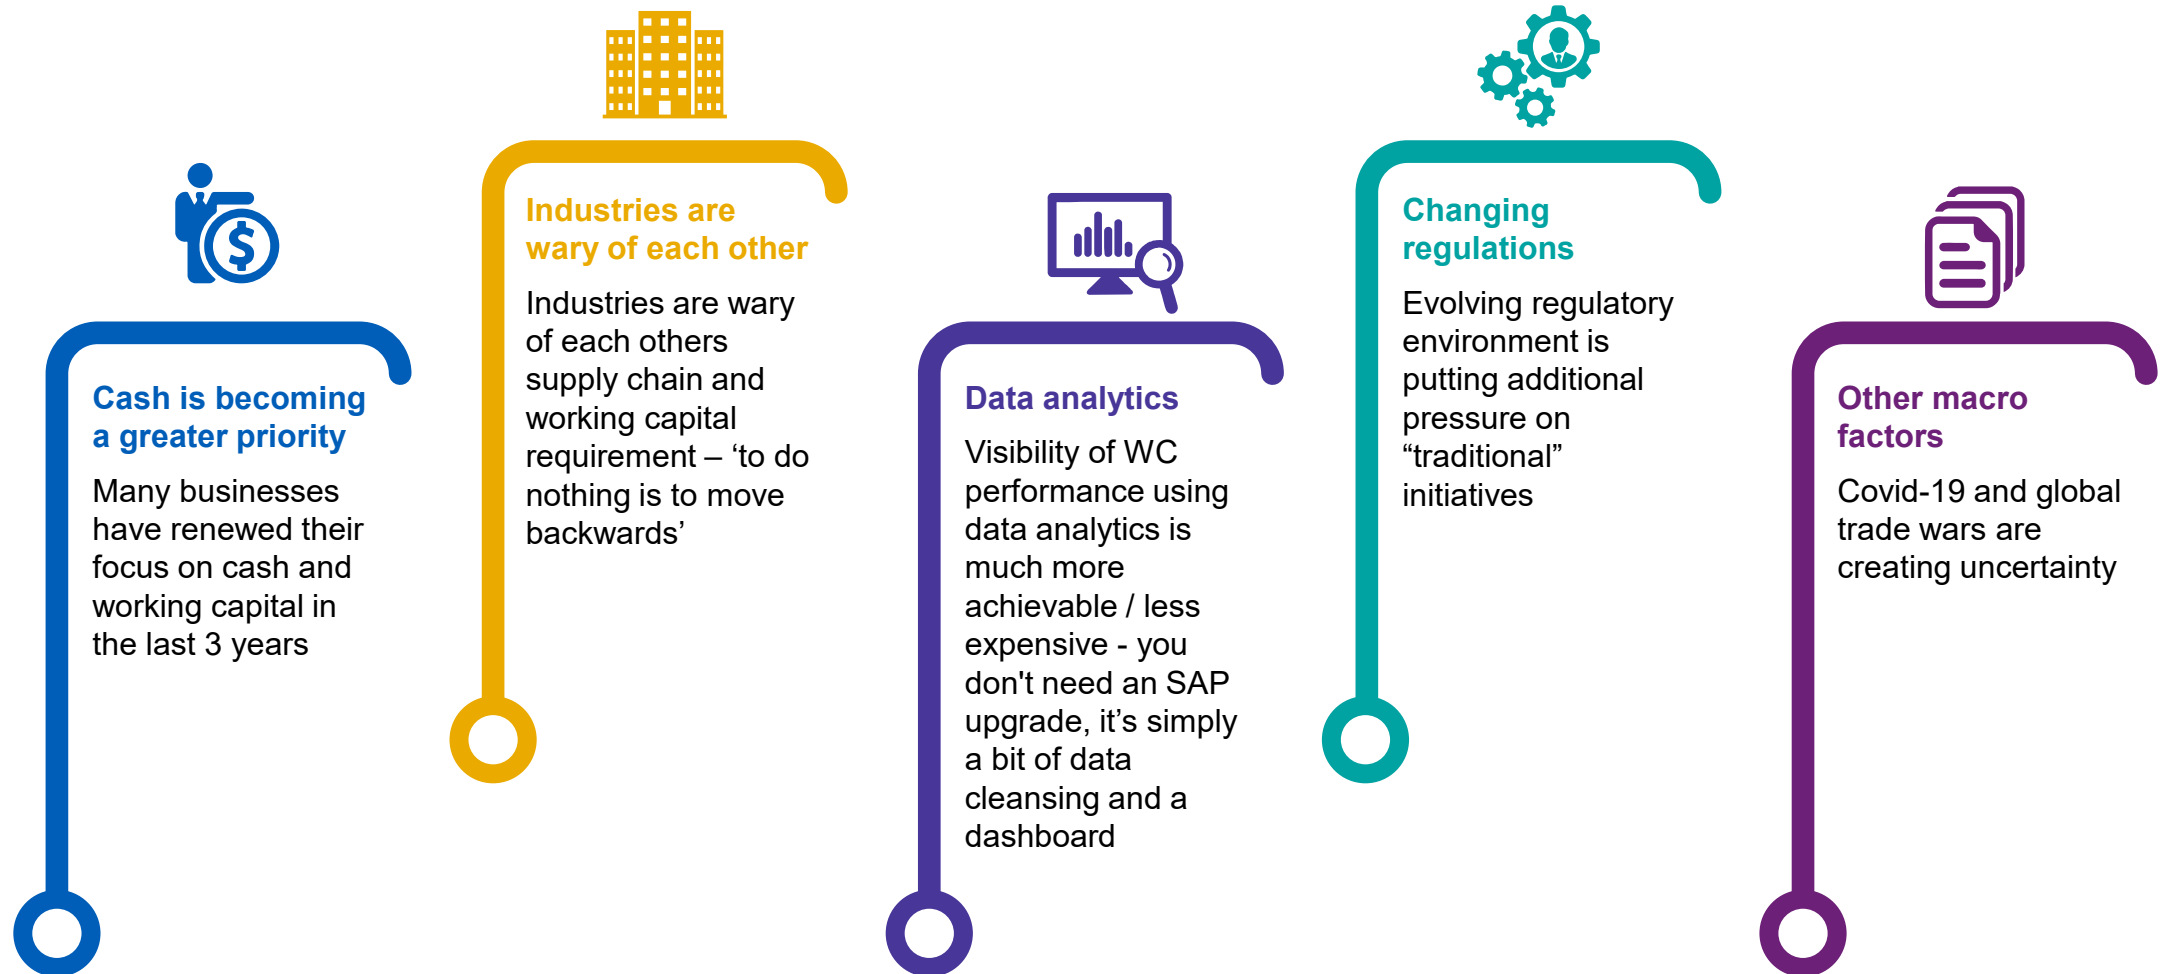 Cash is becoming
a greater priority
Many businesses
have renewed their
focus on cash and
working capital in
the last 3 years
Industries are
wary of each other
Industries are wary
of each others
supply chain and
working capital
requirement – ‘to do
nothing is to move
backwards’
Data analytics
Visibility of WC
performance using
data analytics is
much more
achievable / less
expensive - you
don't need an SAP
upgrade, it’s simply
a bit of data
cleansing and a
dashboard
Changing
regulations
Evolving regulatory
environment is
putting additional
pressure on
“traditional”
initiatives
Other macro
factors
Covid-19 and global
trade wars are
creating uncertainty